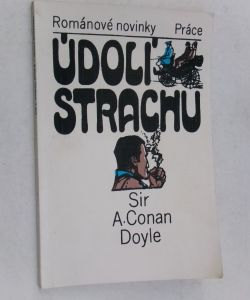 Románové novinky Práce
ÚDOLÍ
STRACHU
Sir
A. Conan
Doyle